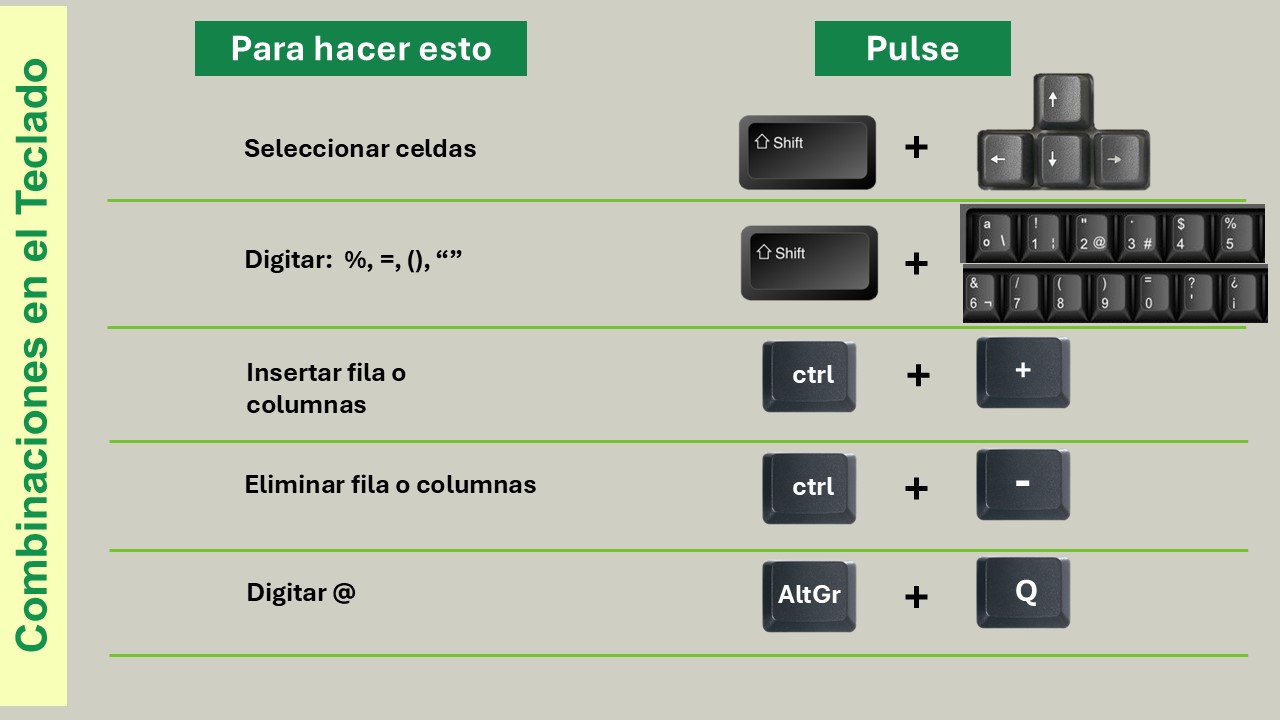 Combinaciones en el Teclado
Para hacer esto
Pulse
Seleccionar celdas
⇧ Shift
+
↑
← ↓ →
Digitar: %, =, (), “”
⇧ Shift
+
a ! " · $ %
o \ 1 ¦ 2 @ 3 # 4 5
& / ( ) = ? ¿
6 ¬ 7 8 9 0 ' ¡
Insertar fila o
columnas
ctrl
+
+
Eliminar fila o columnas
ctrl
+
-
Digitar @
AltGr
+
Q